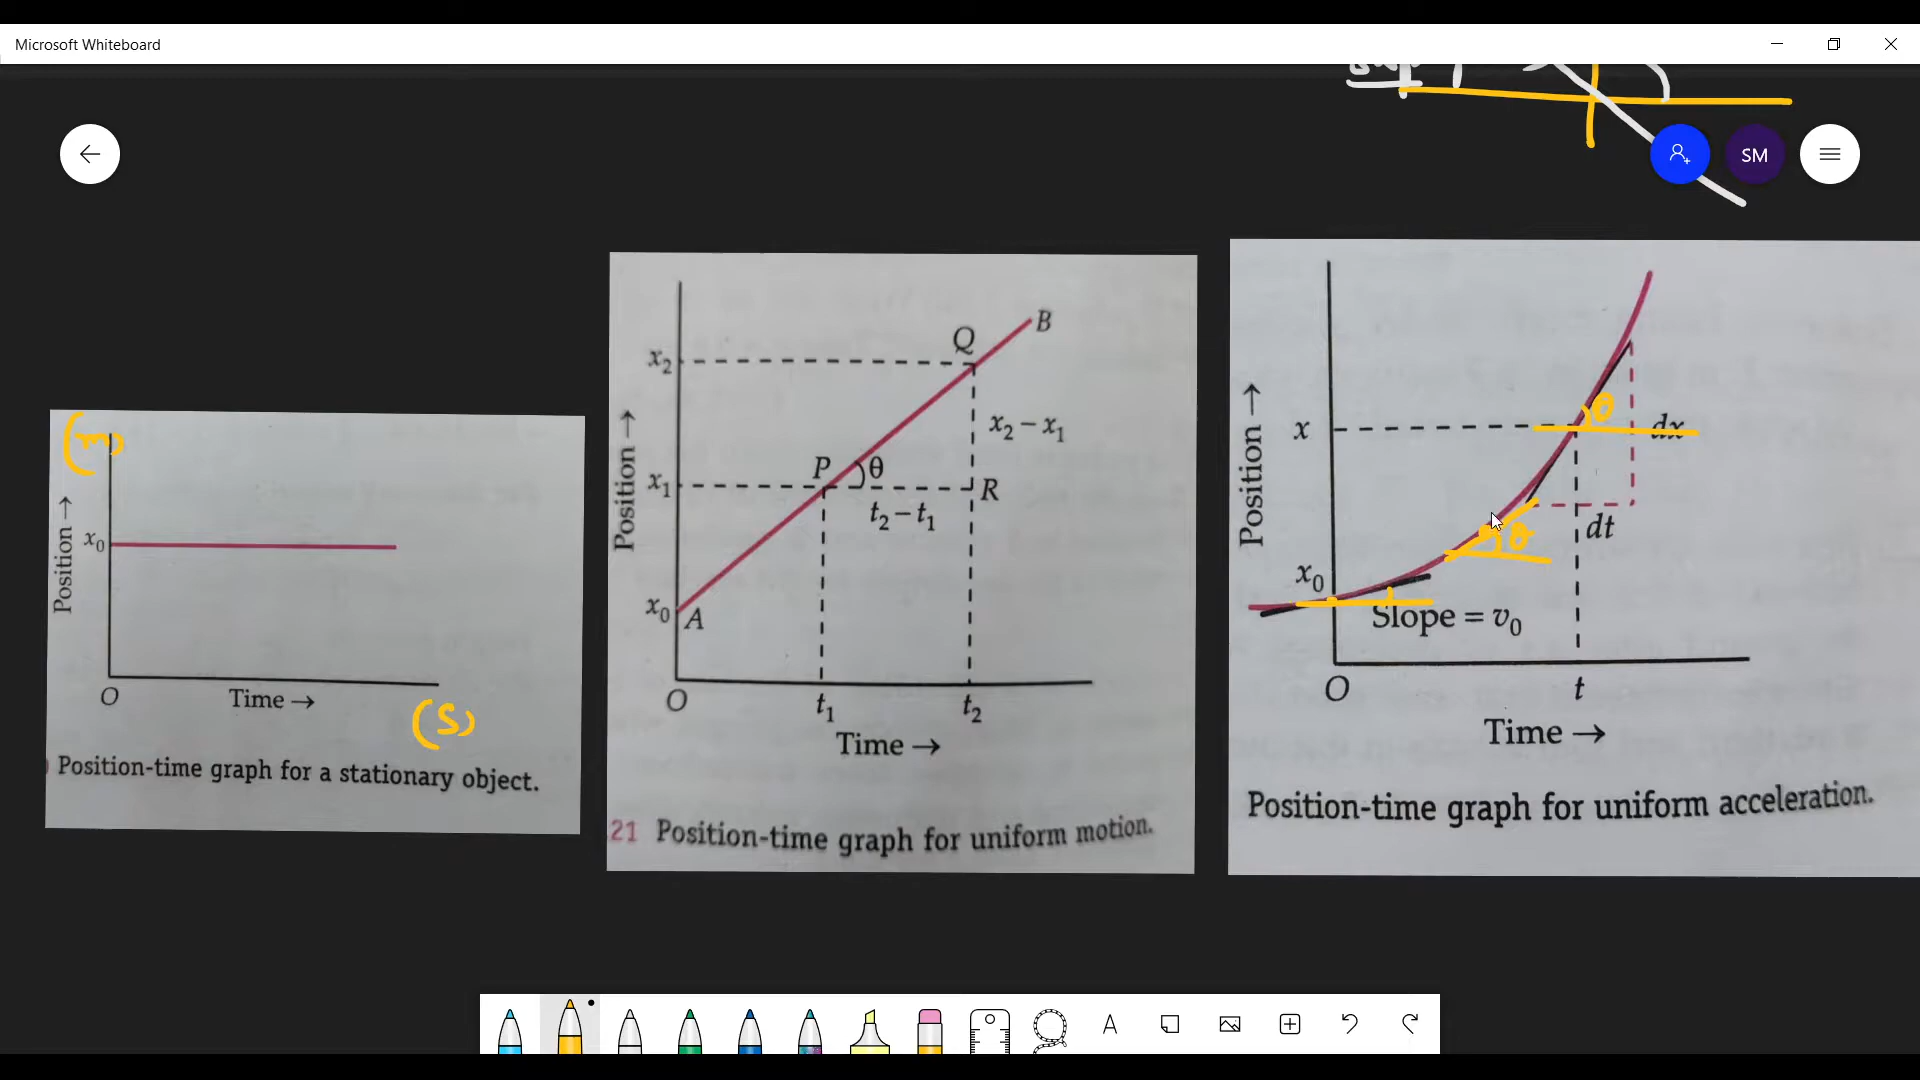 Microsoft Whiteboard
SM
(m)
Position →
x₀
O
Time →
(S)
Position-time graph for a stationary object.
Position →
x₂
Q
B
x₂ − x₁
P
θ
x₁
R
t₂ − t₁
x₀
A
O
t₁
t₂
Time →
21 Position-time graph for uniform motion.
Position →
x
θ
dx
dt
θ
x₀
Slope = v₀
O
t
Time →
Position-time graph for uniform acceleration.
A